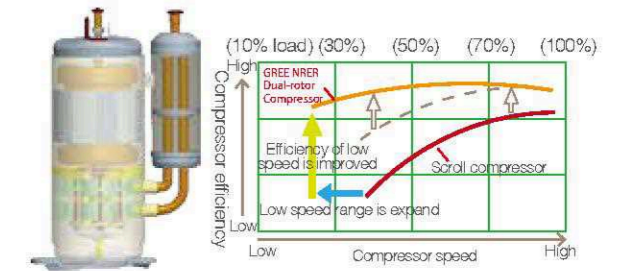 (10% load) (30%) (50%) (70%) (100%)
High
GREE NRER
Dual-rotor
Compressor
Compressor efficiency
Efficiency of low
speed is improved
Scroll compressor
Low speed range is expand
Low
Low
Compressor speed
High